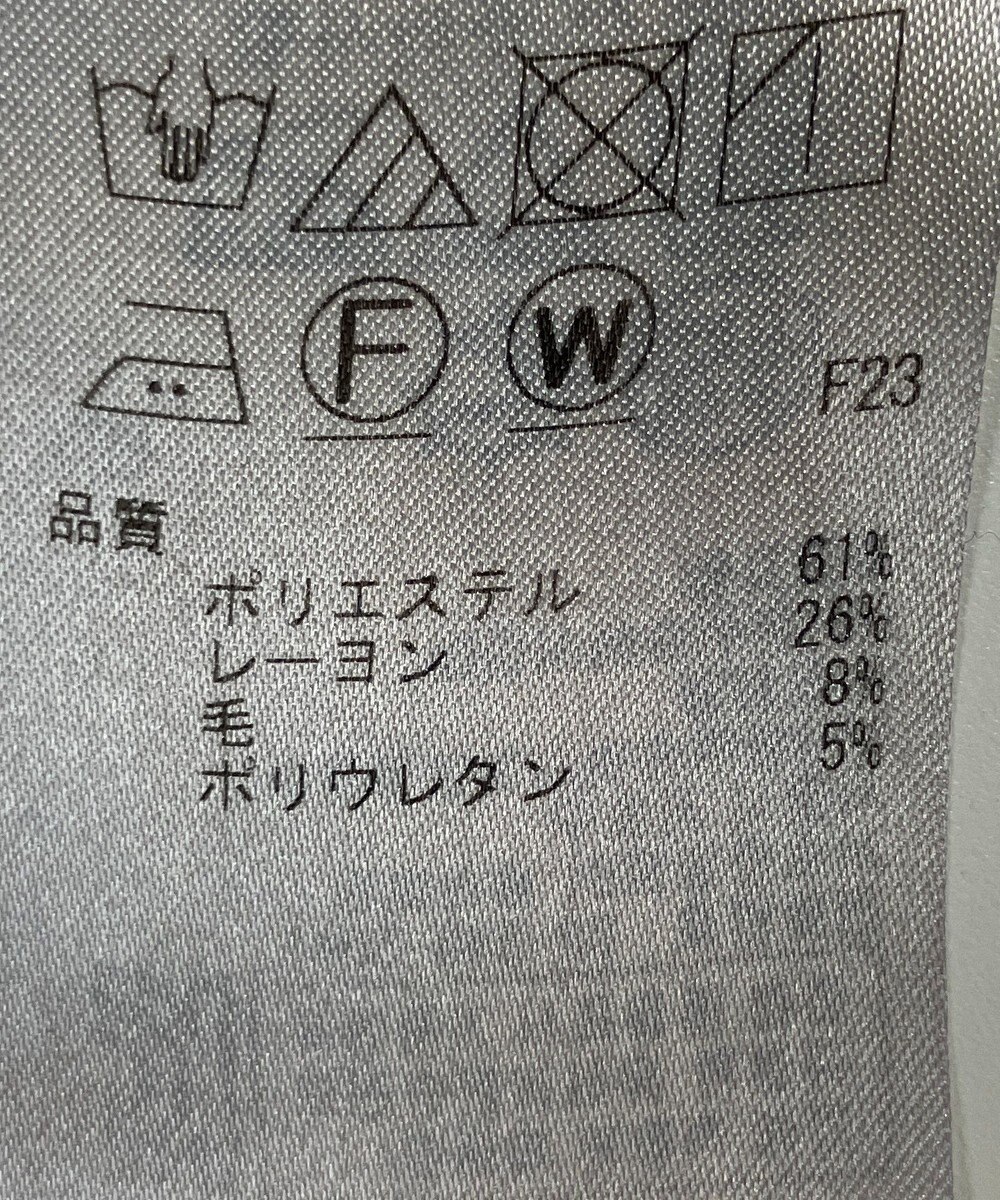 F W F23
品質
ポリエステル 61%
レーヨン 26%
毛 8%
ポリウレタン 5%